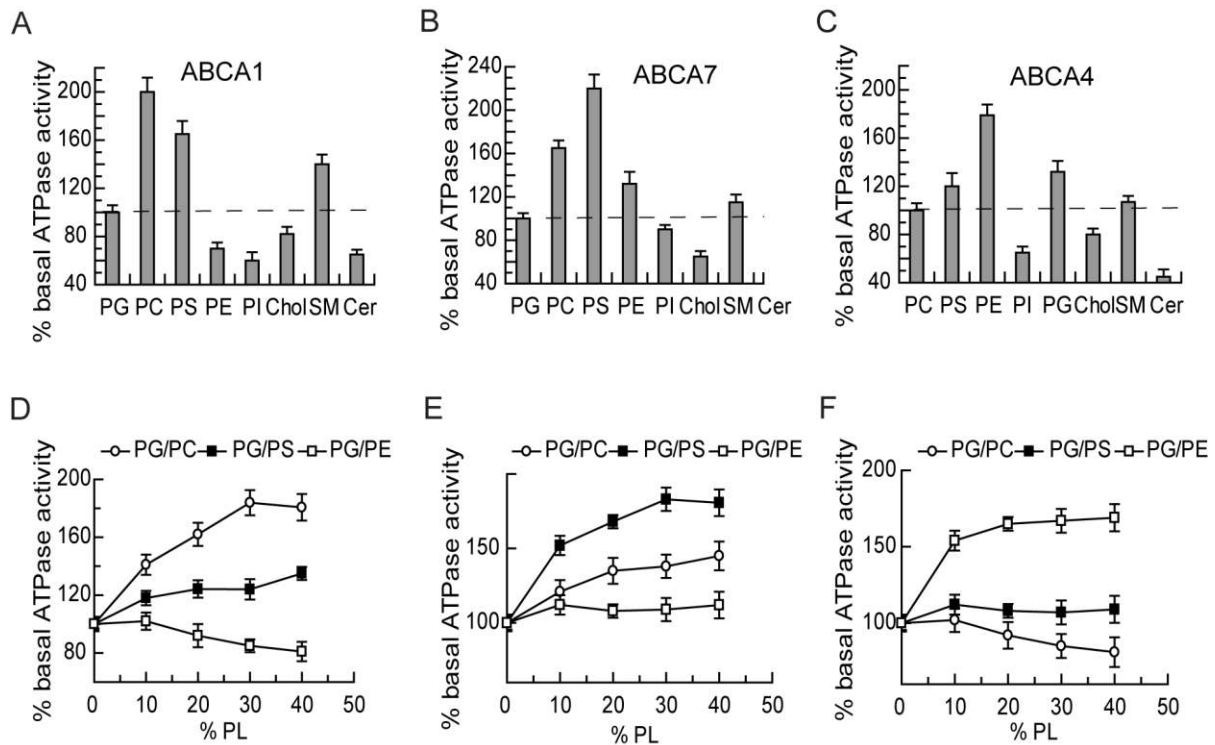 A
ABCA1
% basal ATPase activity
200
160
120
80
40
PG PC PS PE PI Chol SM Cer
B
ABCA7
% basal ATPase activity
240
200
160
120
80
40
PG PC PS PE PI Chol SM Cer
C
ABCA4
% basal ATPase activity
200
160
120
80
40
PC PS PE PI PG Chol SM Cer
D
PG/PC PG/PS PG/PE
% basal ATPase activity
200
160
120
80
0 10 20 30 40 50
% PL
E
PG/PC PG/PS PG/PE
% basal ATPase activity
150
100
0 10 20 30 40 50
% PL
F
PG/PC PG/PS PG/PE
% basal ATPase activity
200
150
100
0 10 20 30 40 50
% PL